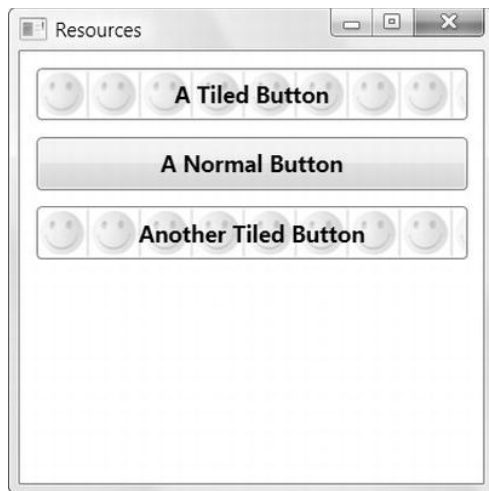 Resources
A Tiled Button
A Normal Button
Another Tiled Button